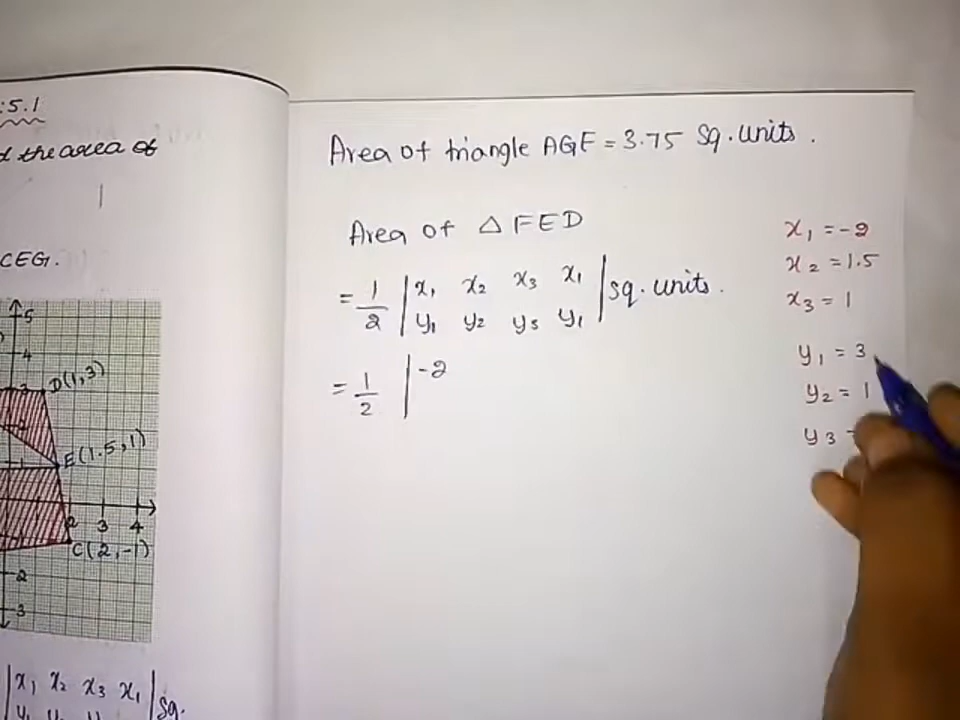 :5.1
d the area of
CEG.
5
4
3
D(1,3)
2
1
E(1.5,1)
2 3 4
C(2,-1)
-2
-3
x1 x2 x3 x1 Sq.
Area of triangle AGF = 3.75 Sq. units.
Area of △ FED
= 1/2 | x1 x2 x3 x1 | sq. units.
y1 y2 y3 y1
= 1/2 | -2
x1 = -2
x2 = 1.5
x3 = 1
y1 = 3
y2 = 1
y3